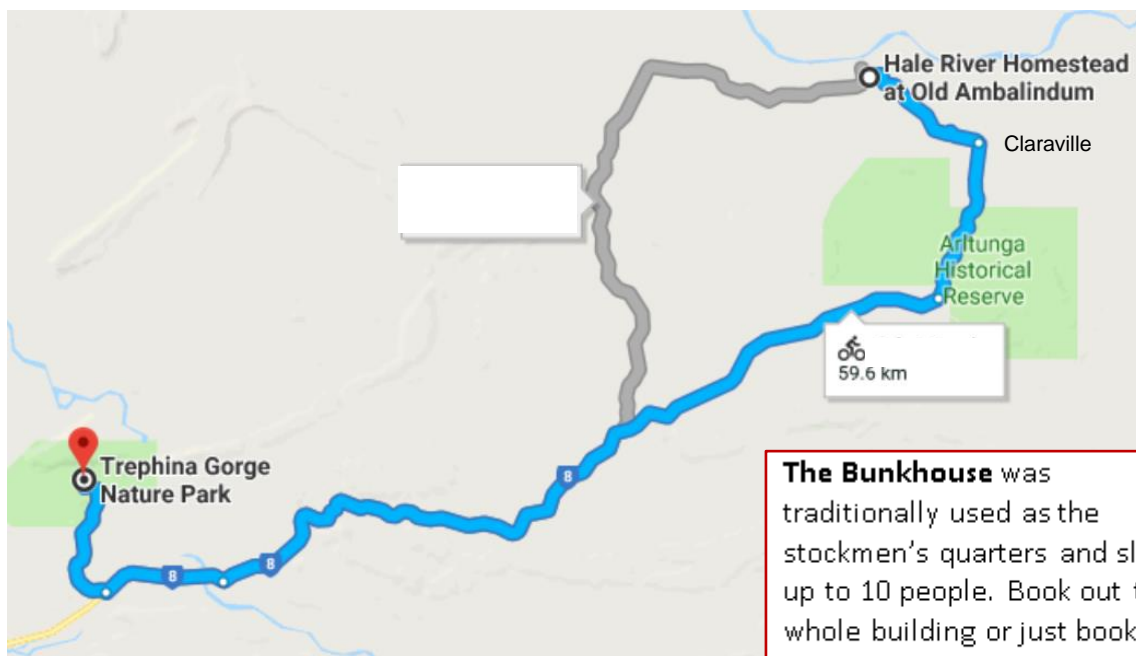 Hale River Homestead
at Old Ambalindum
Claraville
Arltunga
Historical
Reserve
59.6 km
Trephina Gorge
Nature Park
8
8
8
The Bunkhouse was
traditionally used as the
stockmen's quarters and
up to 10 people. Book out
whole building or just book